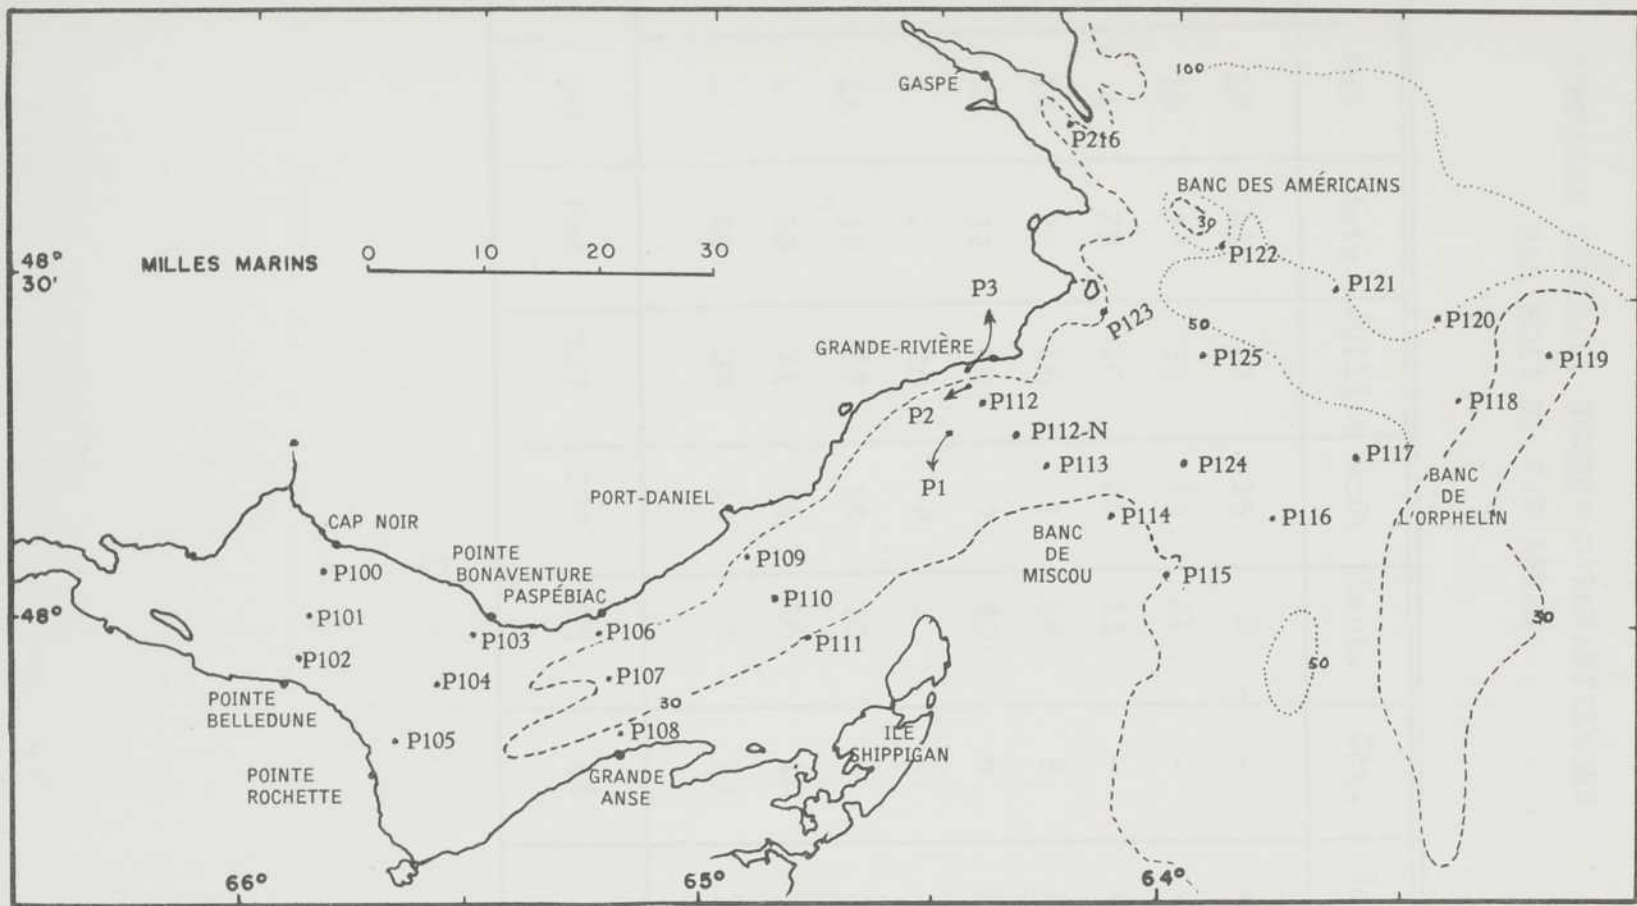 100
GASPÉ
P216
BANC DES AMÉRICAINS
30
P122
48°
30'
MILLES MARINS
0
10
20
30
P3
P121
P123
50
P120
GRANDE-RIVIÈRE
P125
P119
P2
P112
P118
P112-N
P1
P113
P124
P117
PORT-DANIEL
BANC
DE
L'ORPHELIN
CAP NOIR
P114
P116
BANC
DE
MISCOU
POINTE
BONAVENTURE
PASPÉBIAC
P109
P100
P115
P110
48°
P101
P103
P106
P111
30
P102
P104
P107
50
POINTE
BELLEDUNE
30
P108
P105
ILE
SHIPPIGAN
POINTE
ROCHETTE
GRANDE
ANSE
66°
65°
64°